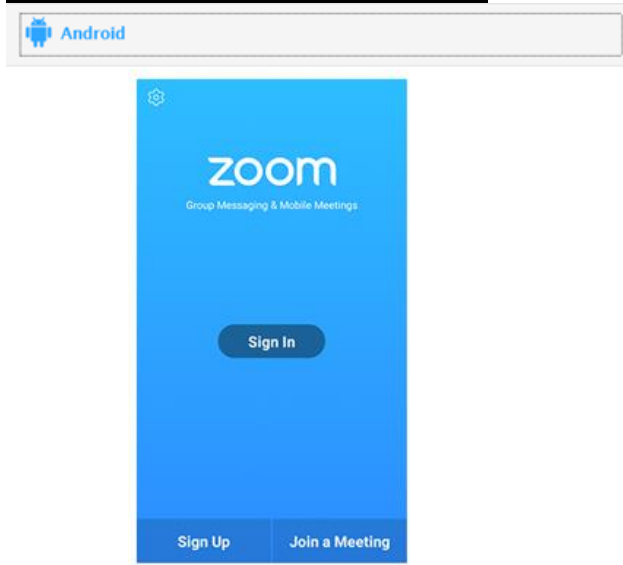 Android
zoom
Group Messaging & Mobile Meetings
Sign In
Sign Up
Join a Meeting